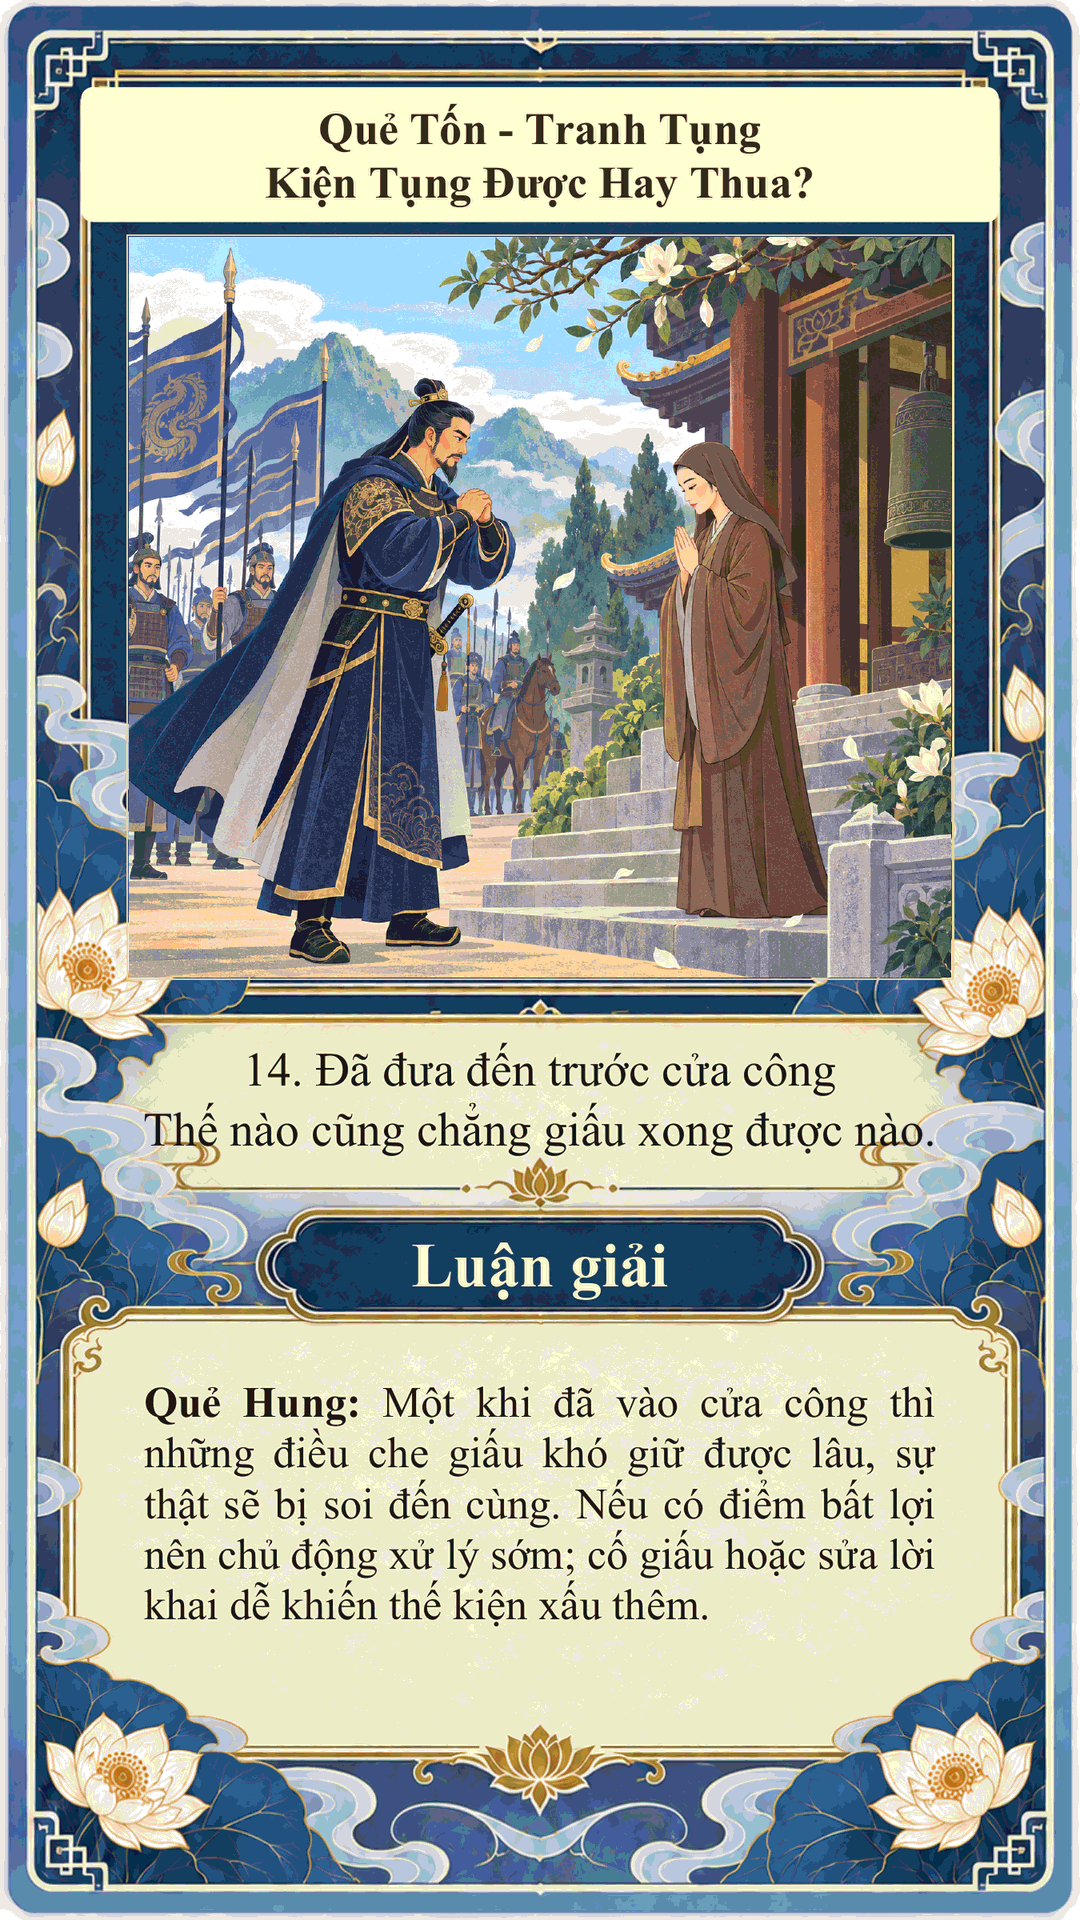 Quẻ Tốn - Tranh Tụng
Kiện Tụng Được Hay Thua?
14. Đã đưa đến trước cửa công
Thế nào cũng chẳng giấu xong được nào.
Luận giải
Quẻ Hung: Một khi đã vào cửa công thì
những điều che giấu khó giữ được lâu, sự
thật sẽ bị soi đến cùng. Nếu có điểm bất lợi
nên chủ động xử lý sớm; cố giấu hoặc sửa lời
khai dễ khiến thế kiện xấu thêm.